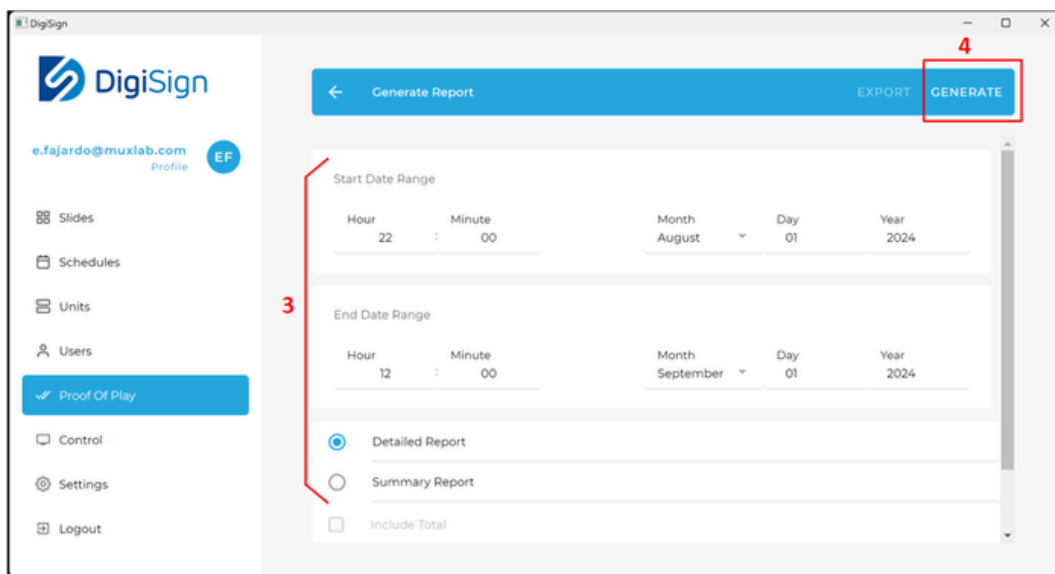 DigiSign
DigiSign
e.fajardo@muxlab.com
EF
Profile
Slides
Schedules
Units
Users
Proof Of Play
Control
Settings
Logout
4
Generate Report EXPORT GENERATE
3
Start Date Range
Hour Minute Month Day Year
22 : 00 August 01 2024
End Date Range
Hour Minute Month Day Year
12 : 00 September 01 2024
Detailed Report
Summary Report
Include Total